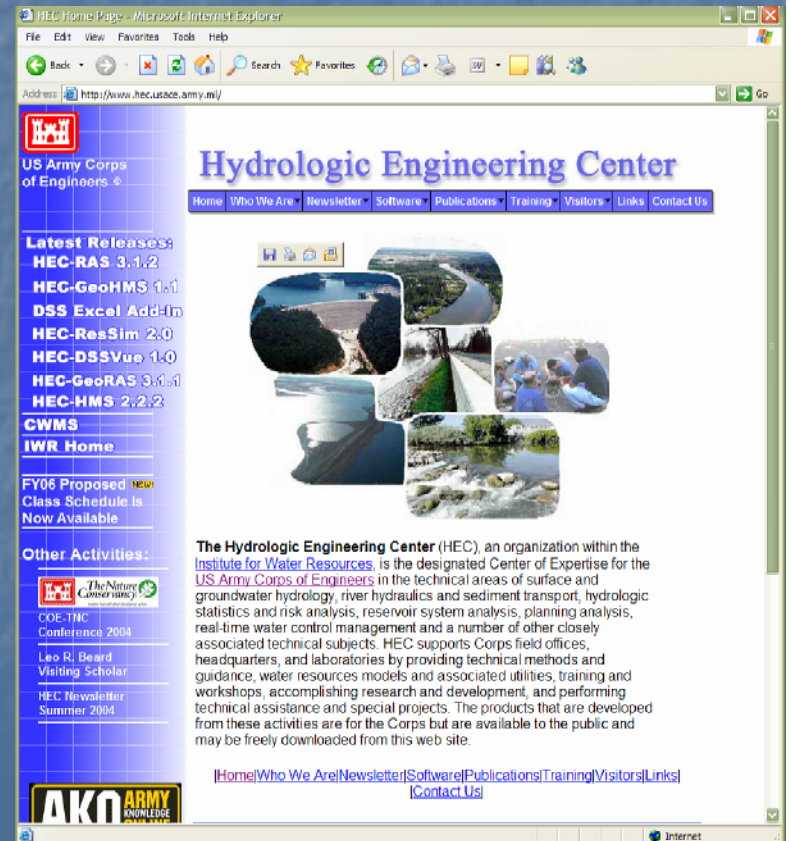 HEC Home Page - Microsoft Internet Explorer
File Edit View Favorites Tools Help
Back Search Favorites
Address http://www.hec.usace.army.mil/ Go
US Army Corps
of Engineers ®
Latest Releases:
HEC-RAS 3.1.2
HEC-GeoHMS 1.1
DSS Excel Add-In
HEC-ResSim 2.0
HEC-DSSVue 1.0
HEC-GeoRAS 3.1.1
HEC-HMS 2.2.2
CWMS
IWR Home
FY06 Proposed NEW!
Class Schedule Is
Now Available
Other Activities:
The Nature
Conservancy
COE-TNC
Conference 2004
Leo R. Beard
Visiting Scholar
HEC Newsletter
Summer 2004
AKO ARMY
KNOWLEDGE
ONLINE
Hydrologic Engineering Center
Home Who We Are Newsletter Software Publications Training Visitors Links Contact Us
The Hydrologic Engineering Center (HEC), an organization within the
Institute for Water Resources, is the designated Center of Expertise for the
US Army Corps of Engineers in the technical areas of surface and
groundwater hydrology, river hydraulics and sediment transport, hydrologic
statistics and risk analysis, reservoir system analysis, planning analysis,
real-time water control management and a number of other closely
associated technical subjects. HEC supports Corps field offices,
headquarters, and laboratories by providing technical methods and
guidance, water resources models and associated utilities, training and
workshops, accomplishing research and development, and performing
technical assistance and special projects. The products that are developed
from these activities are for the Corps but are available to the public and
may be freely downloaded from this web site.
|Home|Who We Are|Newsletter|Software|Publications|Training|Visitors|Links|
|Contact Us|
Internet